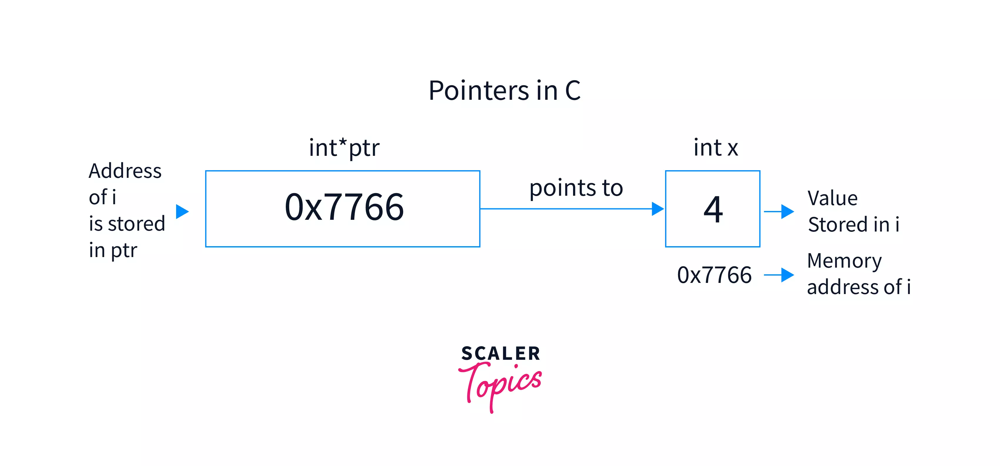 Pointers in C
int*ptr
int x
Address
of i
is stored
in ptr
0x7766
points to
4
Value
Stored in i
0x7766
Memory
address of i
SCALER
Topics